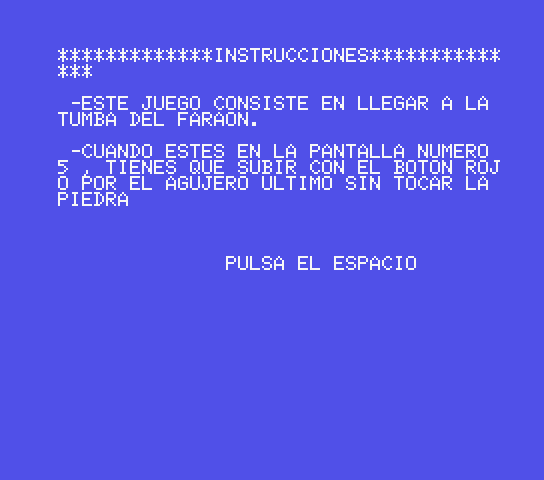 *************INSTRUCCIONES***********
***
-ESTE JUEGO CONSISTE EN LLEGAR A LA
TUMBA DEL FARAON.
-CUANDO ESTES EN LA PANTALLA NUMERO
5 , TIENES QUE SUBIR CON EL BOTON ROJ
O POR EL AGUJERO ULTIMO SIN TOCAR LA
PIEDRA
PULSA EL ESPACIO